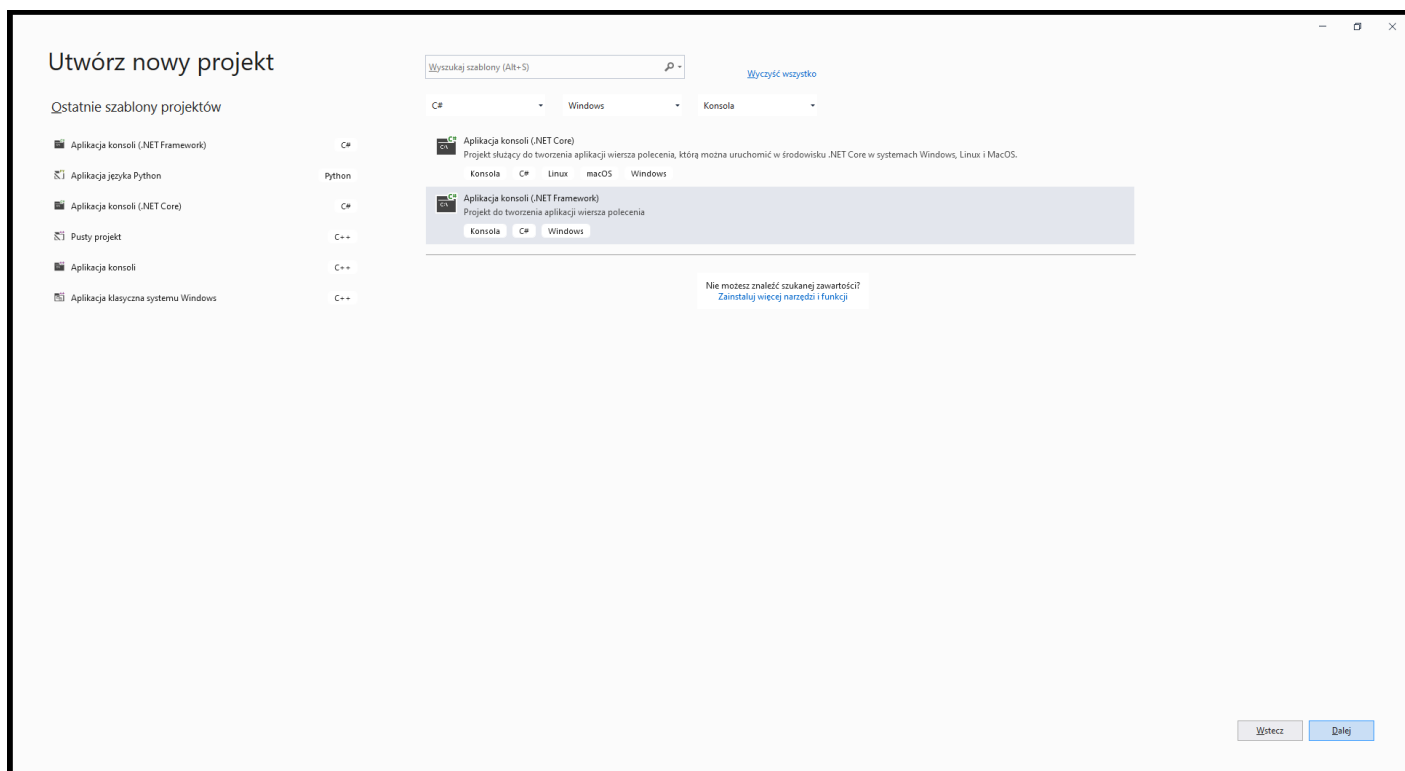 Utwórz nowy projekt
Ostatnie szablony projektów
Aplikacja konsoli (.NET Framework) C#
Aplikacja języka Python Python
Aplikacja konsoli (.NET Core) C#
Pusty projekt C++
Aplikacja konsoli C++
Aplikacja klasyczna systemu Windows C++
Wyszukaj szablony (Alt+S)
Wyczyść wszystko
C# Windows Konsola
Aplikacja konsoli (.NET Core)
Projekt służący do tworzenia aplikacji wiersza polecenia, którą można uruchomić w środowisku .NET Core w systemach Windows, Linux i MacOS.
Konsola C# Linux macOS Windows
Aplikacja konsoli (.NET Framework)
Projekt do tworzenia aplikacji wiersza polecenia
Konsola C# Windows
Nie możesz znaleźć szukanej zawartości?
Zainstaluj więcej narzędzi i funkcji
Wstecz Dalej